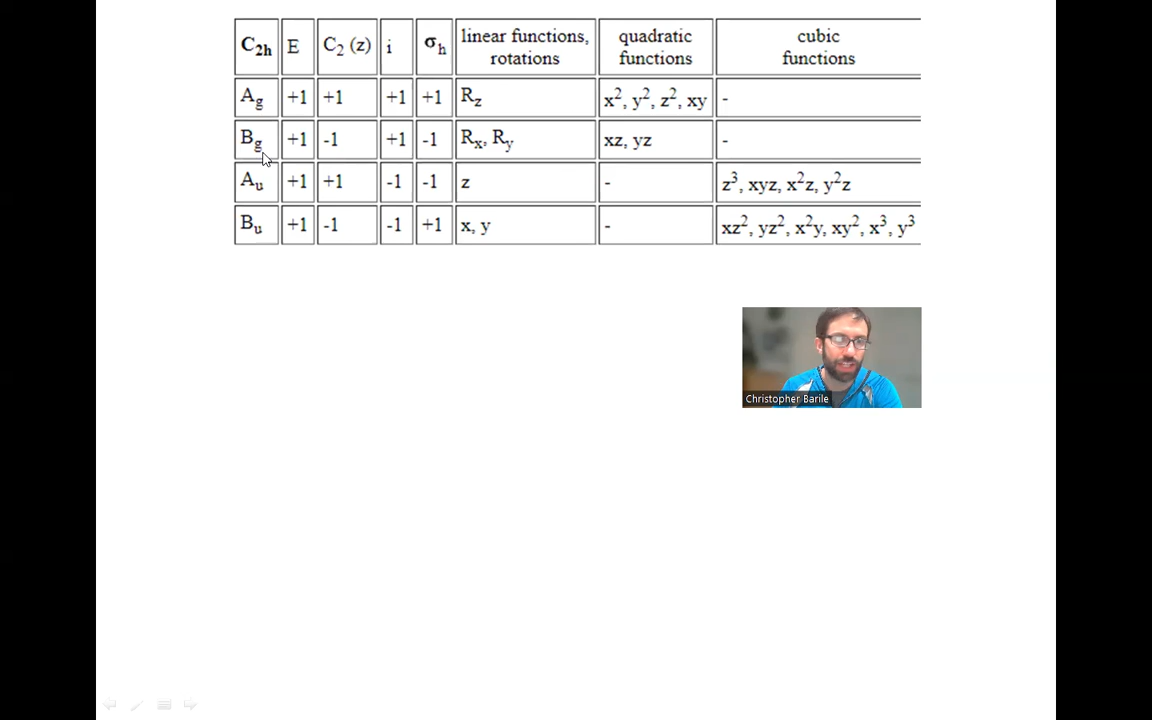 C2h E C2 (z) i σh linear functions, rotations quadratic functions cubic functions
Ag +1 +1 +1 +1 Rz x², y², z², xy -
Bg +1 -1 +1 -1 Rx, Ry xz, yz -
Au +1 +1 -1 -1 z - z³, xyz, x²z, y²z
Bu +1 -1 -1 +1 x, y - xz², yz², x²y, xy², x³, y³
Christopher Barile